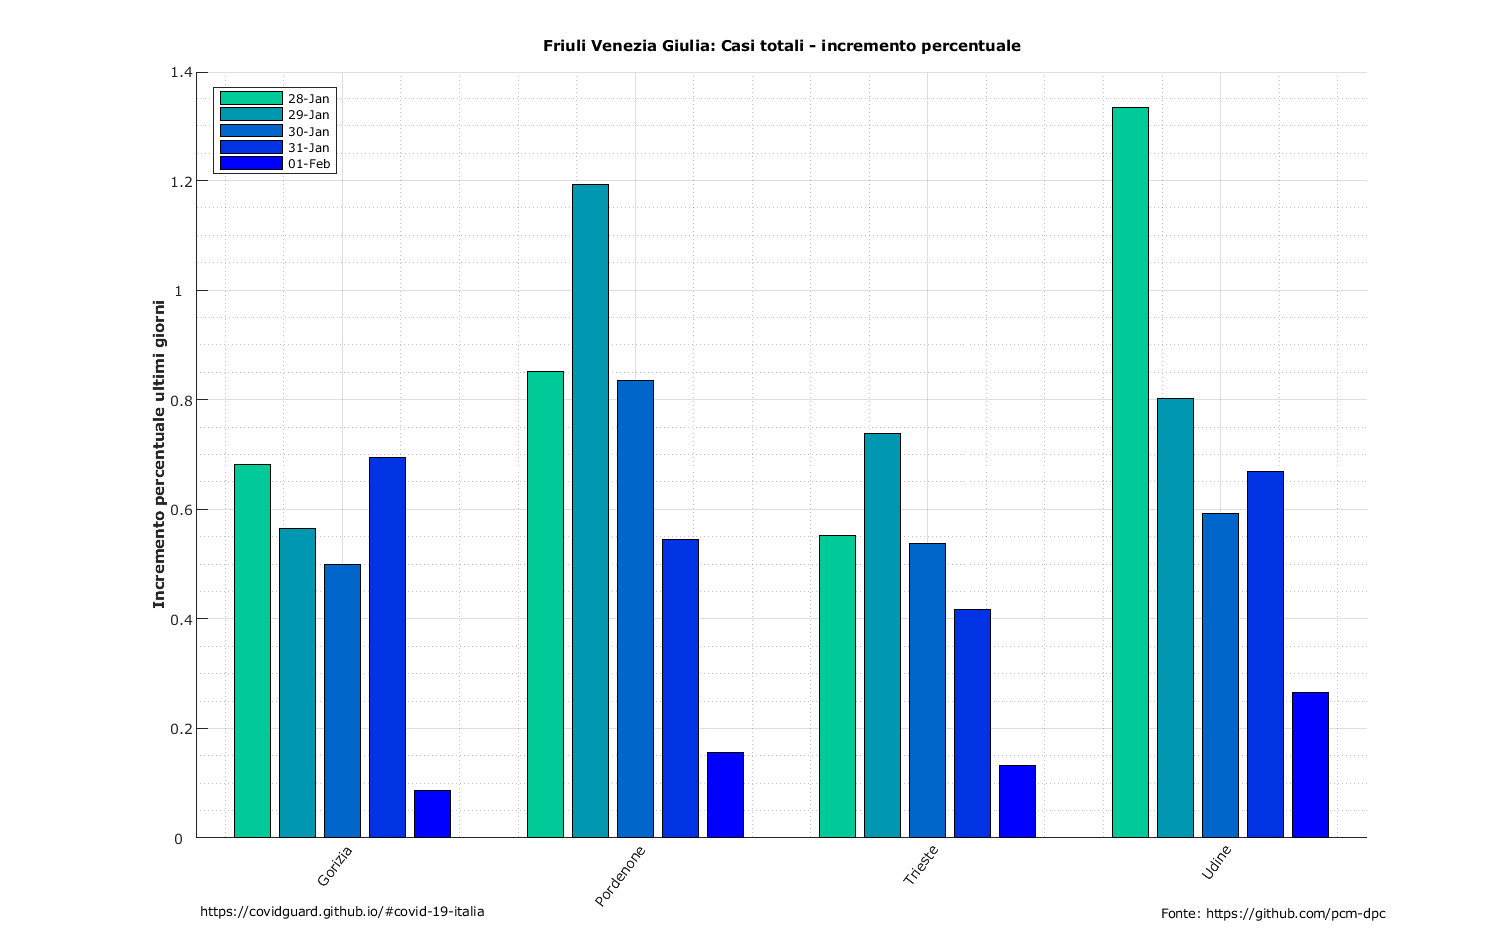 Friuli Venezia Giulia: Casi totali - incremento percentuale
1.4
1.2
1
0.8
0.6
0.4
0.2
0
Incremento percentuale ultimi giorni
28-Jan
29-Jan
30-Jan
31-Jan
01-Feb
Gorizia
Pordenone
Trieste
Udine
https://covidguard.github.io/#covid-19-italia
Fonte: https://github.com/pcm-dpc